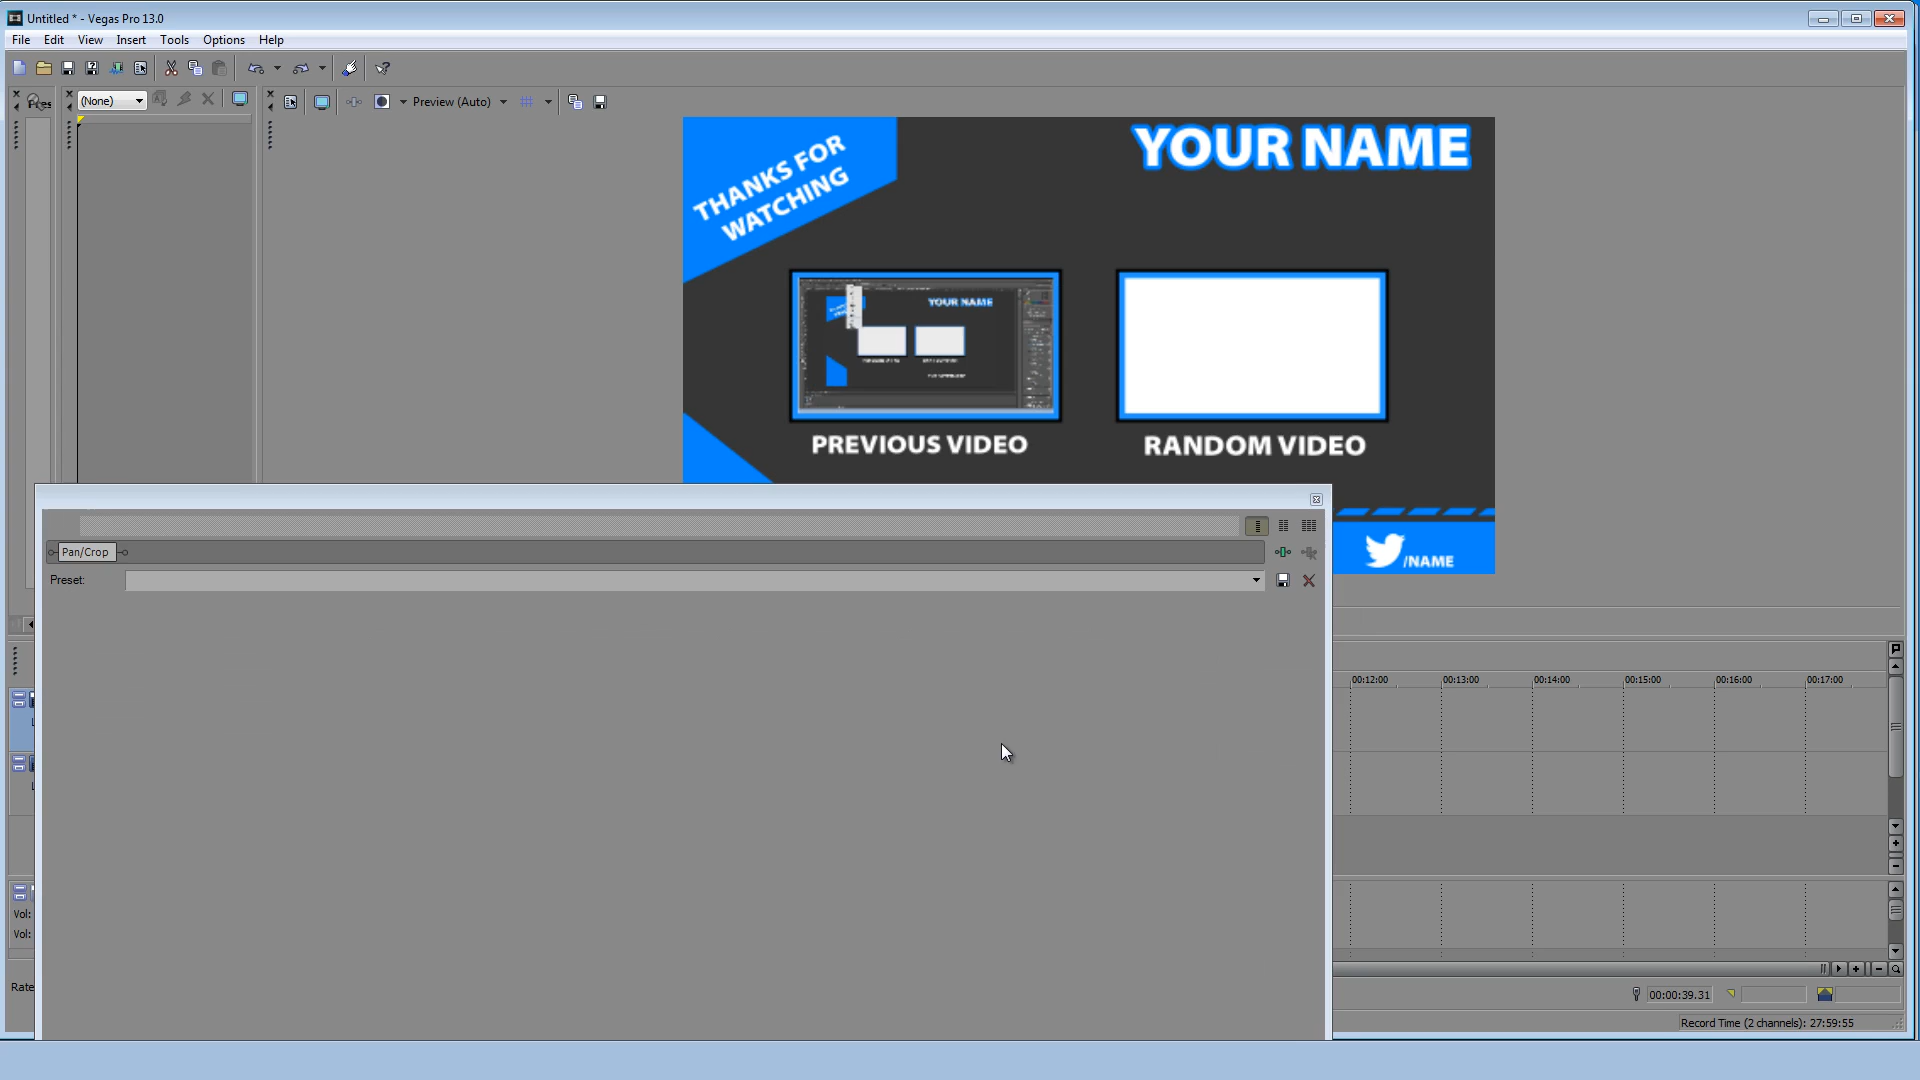 Untitled * - Vegas Pro 13.0
File Edit View Insert Tools Options Help
(None)
Preview (Auto)
THANKS FOR
WATCHING
YOUR NAME
YOUR NAME
PREVIOUS VIDEO
RANDOM VIDEO
/NAME
Pan/Crop
Preset:
00:12:00 00:13:00 00:14:00 00:15:00 00:16:00 00:17:00
Vol:
Vol:
Rate
00:00:39.31
Record Time (2 channels): 27:59:55